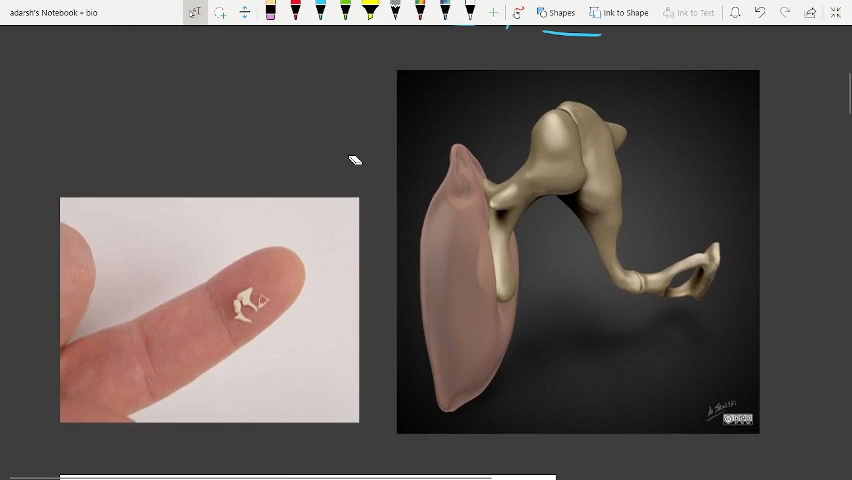 adarsh's Notebook » bio
Shapes
Ink to Shape
Ink to Text